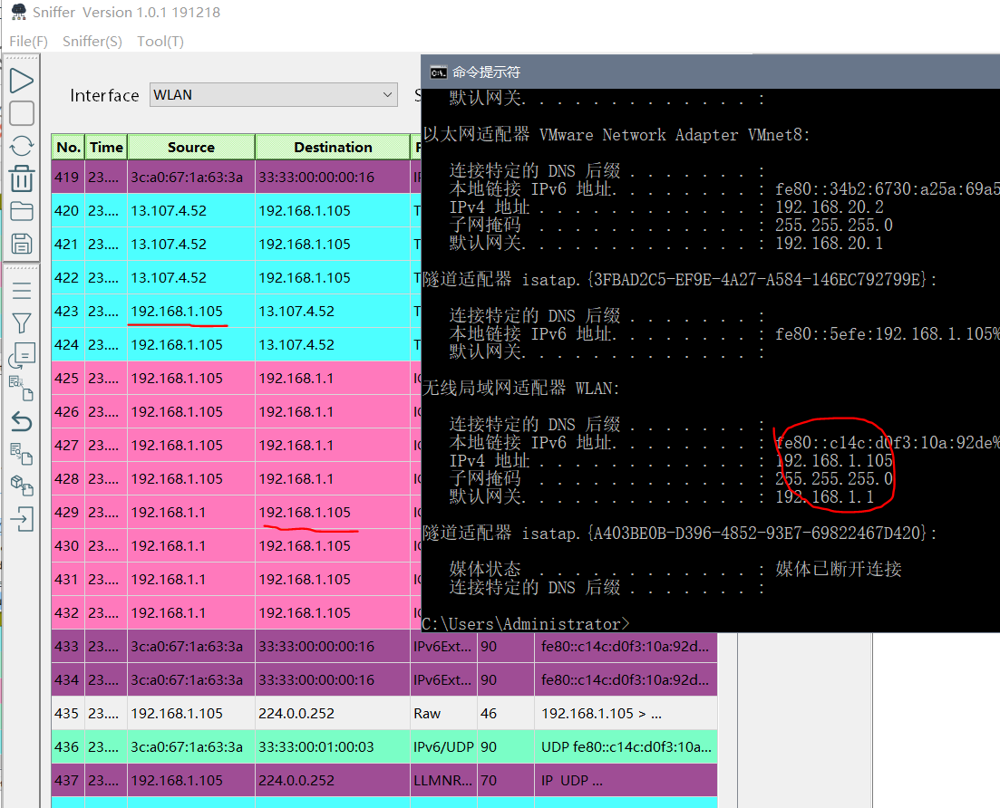 Sniffer Version 1.0.1 191218
File(F) Sniffer(S) Tool(T)
Interface WLAN
No. Time Source Destination
419 23.... 3c:a0:67:1a:63:3a 33:33:00:00:00:16
420 23.... 13.107.4.52 192.168.1.105
421 23.... 13.107.4.52 192.168.1.105
422 23.... 13.107.4.52 192.168.1.105
423 23.... 192.168.1.105 13.107.4.52
424 23.... 192.168.1.105 13.107.4.52
425 23.... 192.168.1.105 192.168.1.1
426 23.... 192.168.1.105 192.168.1.1
427 23.... 192.168.1.105 192.168.1.1
428 23.... 192.168.1.105 192.168.1.1
429 23.... 192.168.1.1 192.168.1.105
430 23.... 192.168.1.1 192.168.1.105
431 23.... 192.168.1.1 192.168.1.105
432 23.... 192.168.1.1 192.168.1.105
433 23.... 3c:a0:67:1a:63:3a 33:33:00:00:00:16 IPv6Ext... 90 fe80::c14c:d0f3:10a:92d...
434 23.... 3c:a0:67:1a:63:3a 33:33:00:00:00:16 IPv6Ext... 90 fe80::c14c:d0f3:10a:92d...
435 23.... 192.168.1.105 224.0.0.252 Raw 46 192.168.1.105 > ...
436 23.... 3c:a0:67:1a:63:3a 33:33:00:01:00:03 IPv6/UDP 90 UDP fe80::c14c:d0f3:10a...
437 23.... 192.168.1.105 224.0.0.252 LLMNR... 70 IP UDP ...
命令提示符
默认网关. . . . . . . . . . . . . :
以太网适配器 VMware Network Adapter VMnet8:
连接特定的 DNS 后缀 . . . . . . . :
本地链接 IPv6 地址. . . . . . . . : fe80::34b2:6730:a25a:69a5
IPv4 地址 . . . . . . . . . . . . : 192.168.20.2
子网掩码 . . . . . . . . . . . . : 255.255.255.0
默认网关. . . . . . . . . . . . . : 192.168.20.1
隧道适配器 isatap.{3FBAD2C5-EF9E-4A27-A584-146EC792799E}:
连接特定的 DNS 后缀 . . . . . . . :
本地链接 IPv6 地址. . . . . . . . : fe80::5efe:192.168.1.105%
默认网关. . . . . . . . . . . . . :
无线局域网适配器 WLAN:
连接特定的 DNS 后缀 . . . . . . . :
本地链接 IPv6 地址. . . . . . . . : fe80::c14c:d0f3:10a:92de%
IPv4 地址 . . . . . . . . . . . . : 192.168.1.105
子网掩码 . . . . . . . . . . . . : 255.255.255.0
默认网关. . . . . . . . . . . . . : 192.168.1.1
隧道适配器 isatap.{A403BE0B-D396-4852-93E7-69822467D420}:
媒体状态 . . . . . . . . . . . . : 媒体已断开连接
连接特定的 DNS 后缀 . . . . . . . :
C:\Users\Administrator>